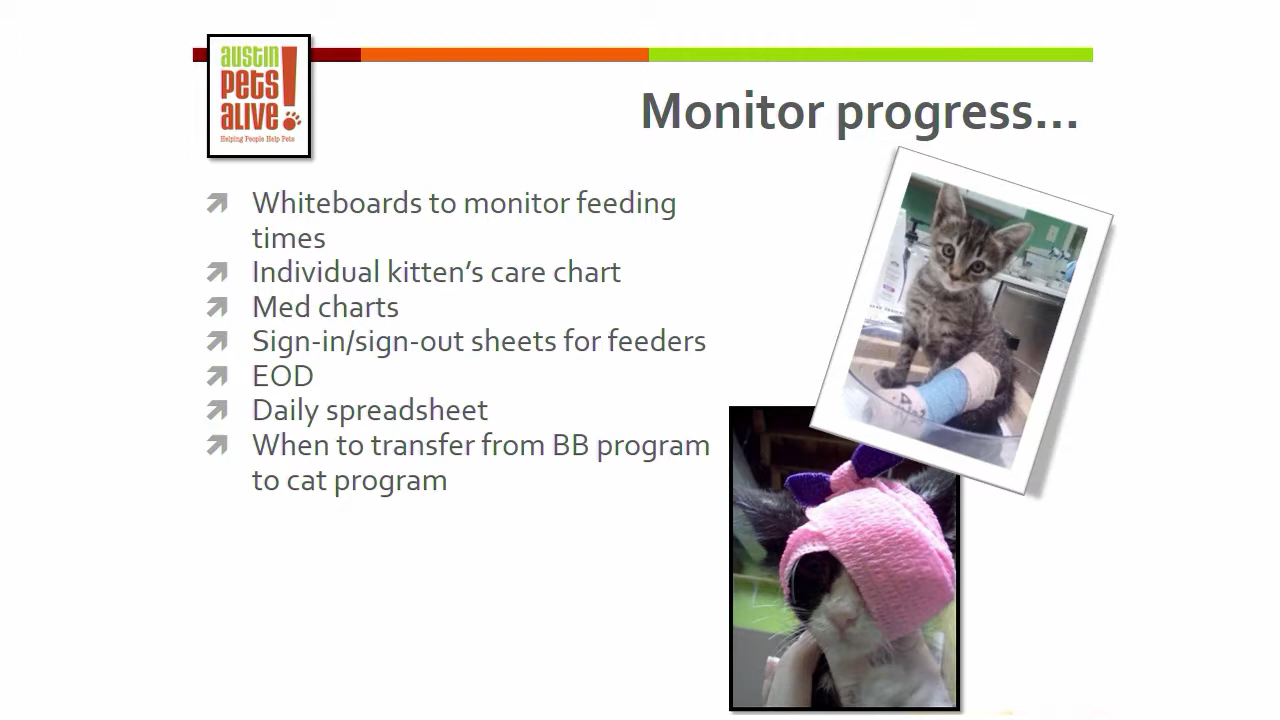 austin
pets
alive!
Helping People Help Pets
Monitor progress…
Whiteboards to monitor feeding
times
Individual kitten's care chart
Med charts
Sign-in/sign-out sheets for feeders
EOD
Daily spreadsheet
When to transfer from BB program
to cat program